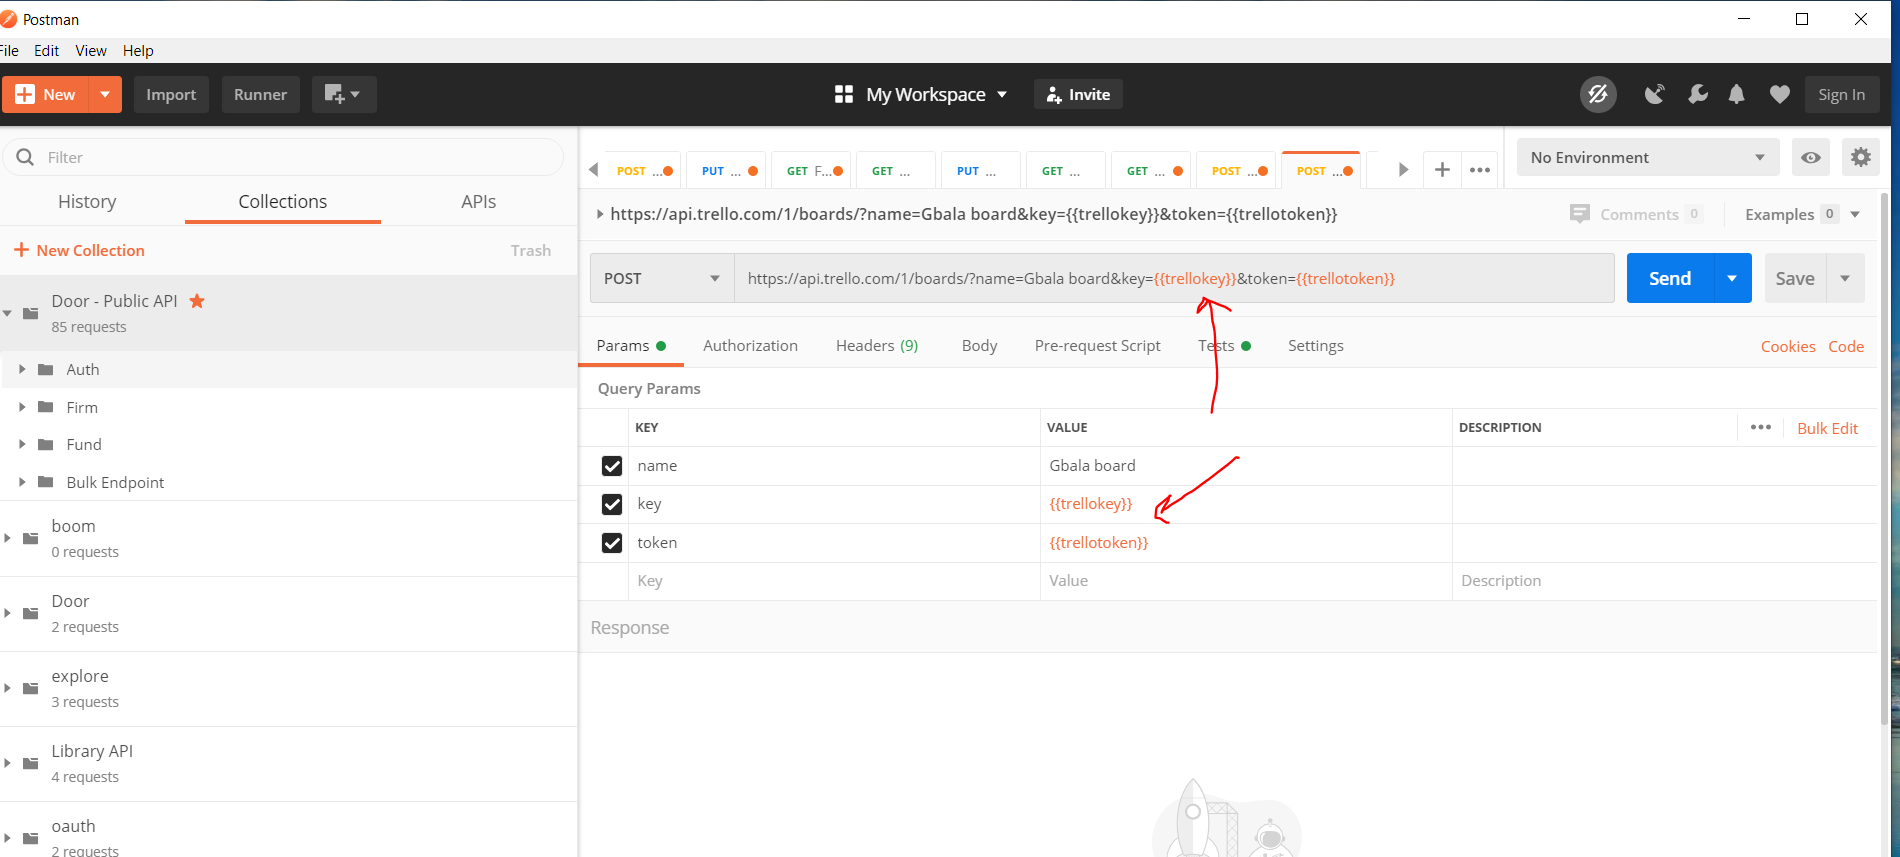 Postman
File Edit View Help
New Import Runner My Workspace Invite Sign In
Filter
History Collections APIs
New Collection Trash
Door - Public API
85 requests
Auth
Firm
Fund
Bulk Endpoint
boom
0 requests
Door
2 requests
explore
3 requests
Library API
4 requests
oauth
2 requests
POST ... PUT ... GET F... GET ... PUT ... GET ... GET ... POST ... POST ...
No Environment
https://api.trello.com/1/boards/?name=Gbala board&key={{trellokey}}&token={{trellotoken}}
Comments 0 Examples 0
POST https://api.trello.com/1/boards/?name=Gbala board&key={{trellokey}}&token={{trellotoken}} Send Save
Params Authorization Headers (9) Body Pre-request Script Tests Settings Cookies Code
Query Params
KEY VALUE DESCRIPTION ••• Bulk Edit
name Gbala board
key {{trellokey}}
token {{trellotoken}}
Key Value Description
Response